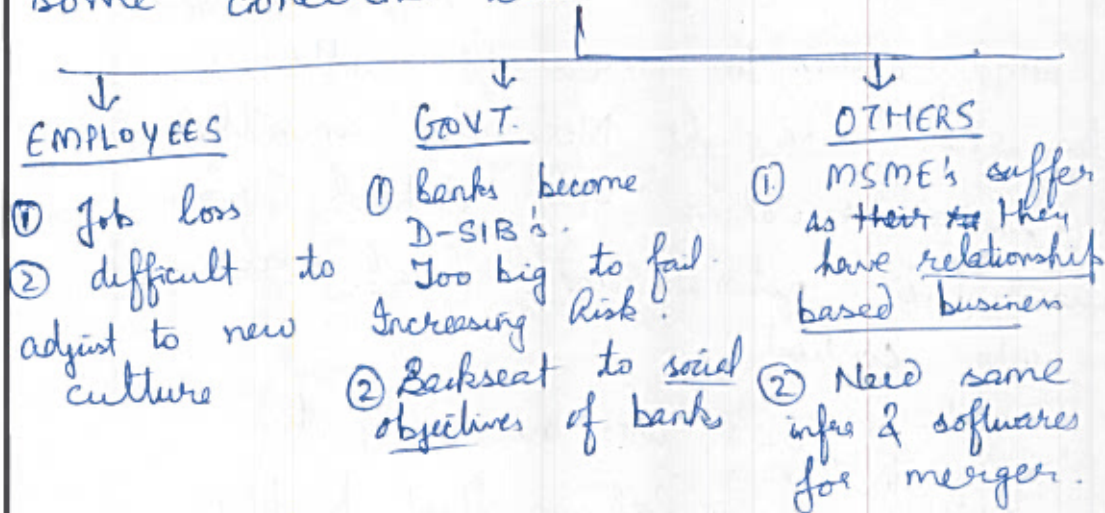 some
EMPLOYEES
① Job loss
② difficult to
adjust to new
culture
GOVT.
① Banks become
D-SIB's.
Too big to fail.
Increasing Risk.
② Backseat to social
objectives of banks
OTHERS
① MSME's suffer
as their they
have relationship
based business
② Need same
infra & softwares
for merger.